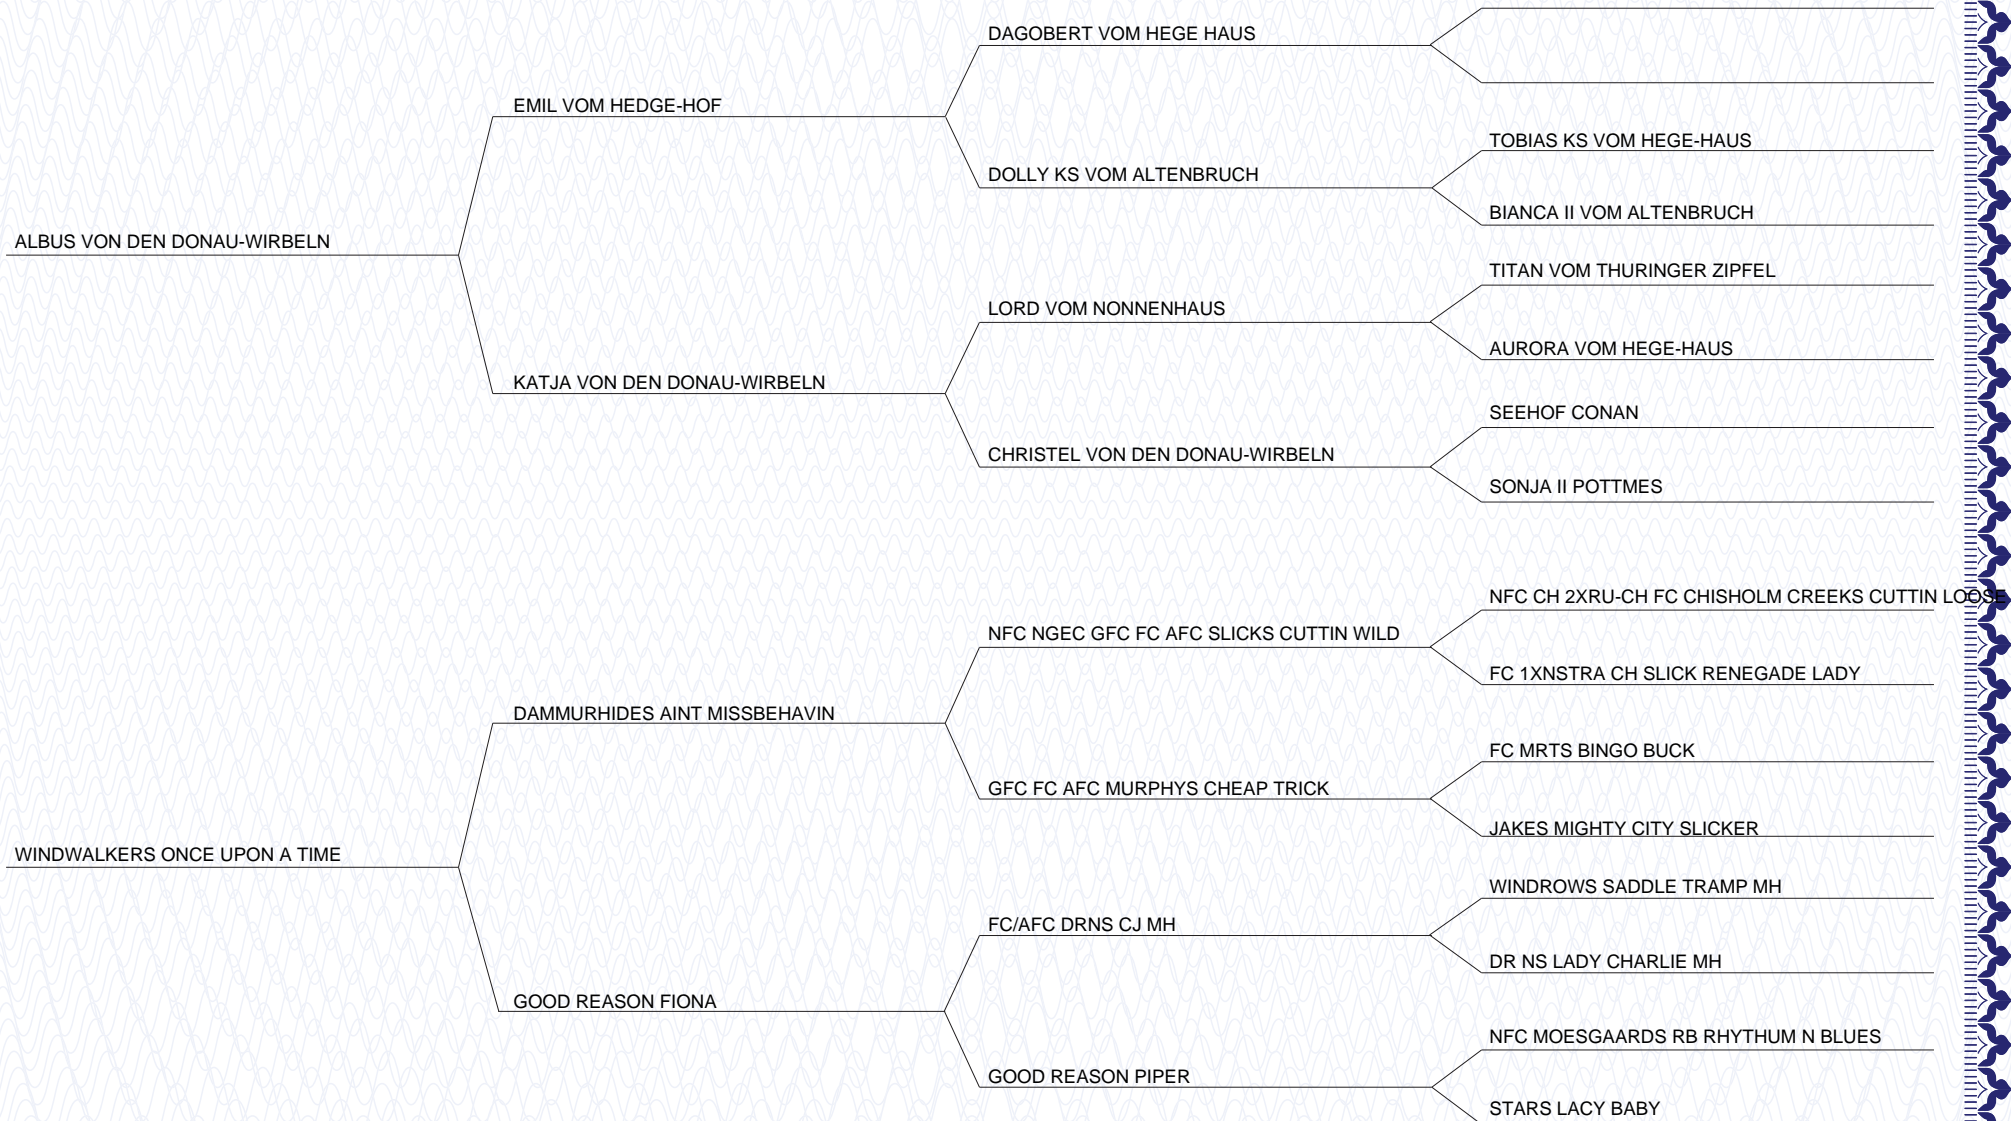 DAGOBERT VOM HEGE HAUS
EMIL VOM HEDGE-HOF
TOBIAS KS VOM HEGE-HAUS
DOLLY KS VOM ALTENBRUCH
BIANCA II VOM ALTENBRUCH
ALBUS VON DEN DONAU-WIRBELN
TITAN VOM THURINGER ZIPFEL
LORD VOM NONNENHAUS
AURORA VOM HEGE-HAUS
KATJA VON DEN DONAU-WIRBELN
SEEHOF CONAN
CHRISTEL VON DEN DONAU-WIRBELN
SONJA II POTTMES
NFC CH 2XRU-CH FC CHISHOLM CREEKS CUTTIN LOOSE
NFC NGEC GFC FC AFC SLICKS CUTTIN WILD
FC 1XNSTRA CH SLICK RENEGADE LADY
DAMMURHIDES AINT MISSBEHAVIN
FC MRTS BINGO BUCK
GFC FC AFC MURPHYS CHEAP TRICK
JAKES MIGHTY CITY SLICKER
WINDWALKERS ONCE UPON A TIME
WINDROWS SADDLE TRAMP MH
FC/AFC DRNS CJ MH
DR NS LADY CHARLIE MH
GOOD REASON FIONA
NFC MOESGAARDS RB RHYTHUM N BLUES
GOOD REASON PIPER
STARS LACY BABY